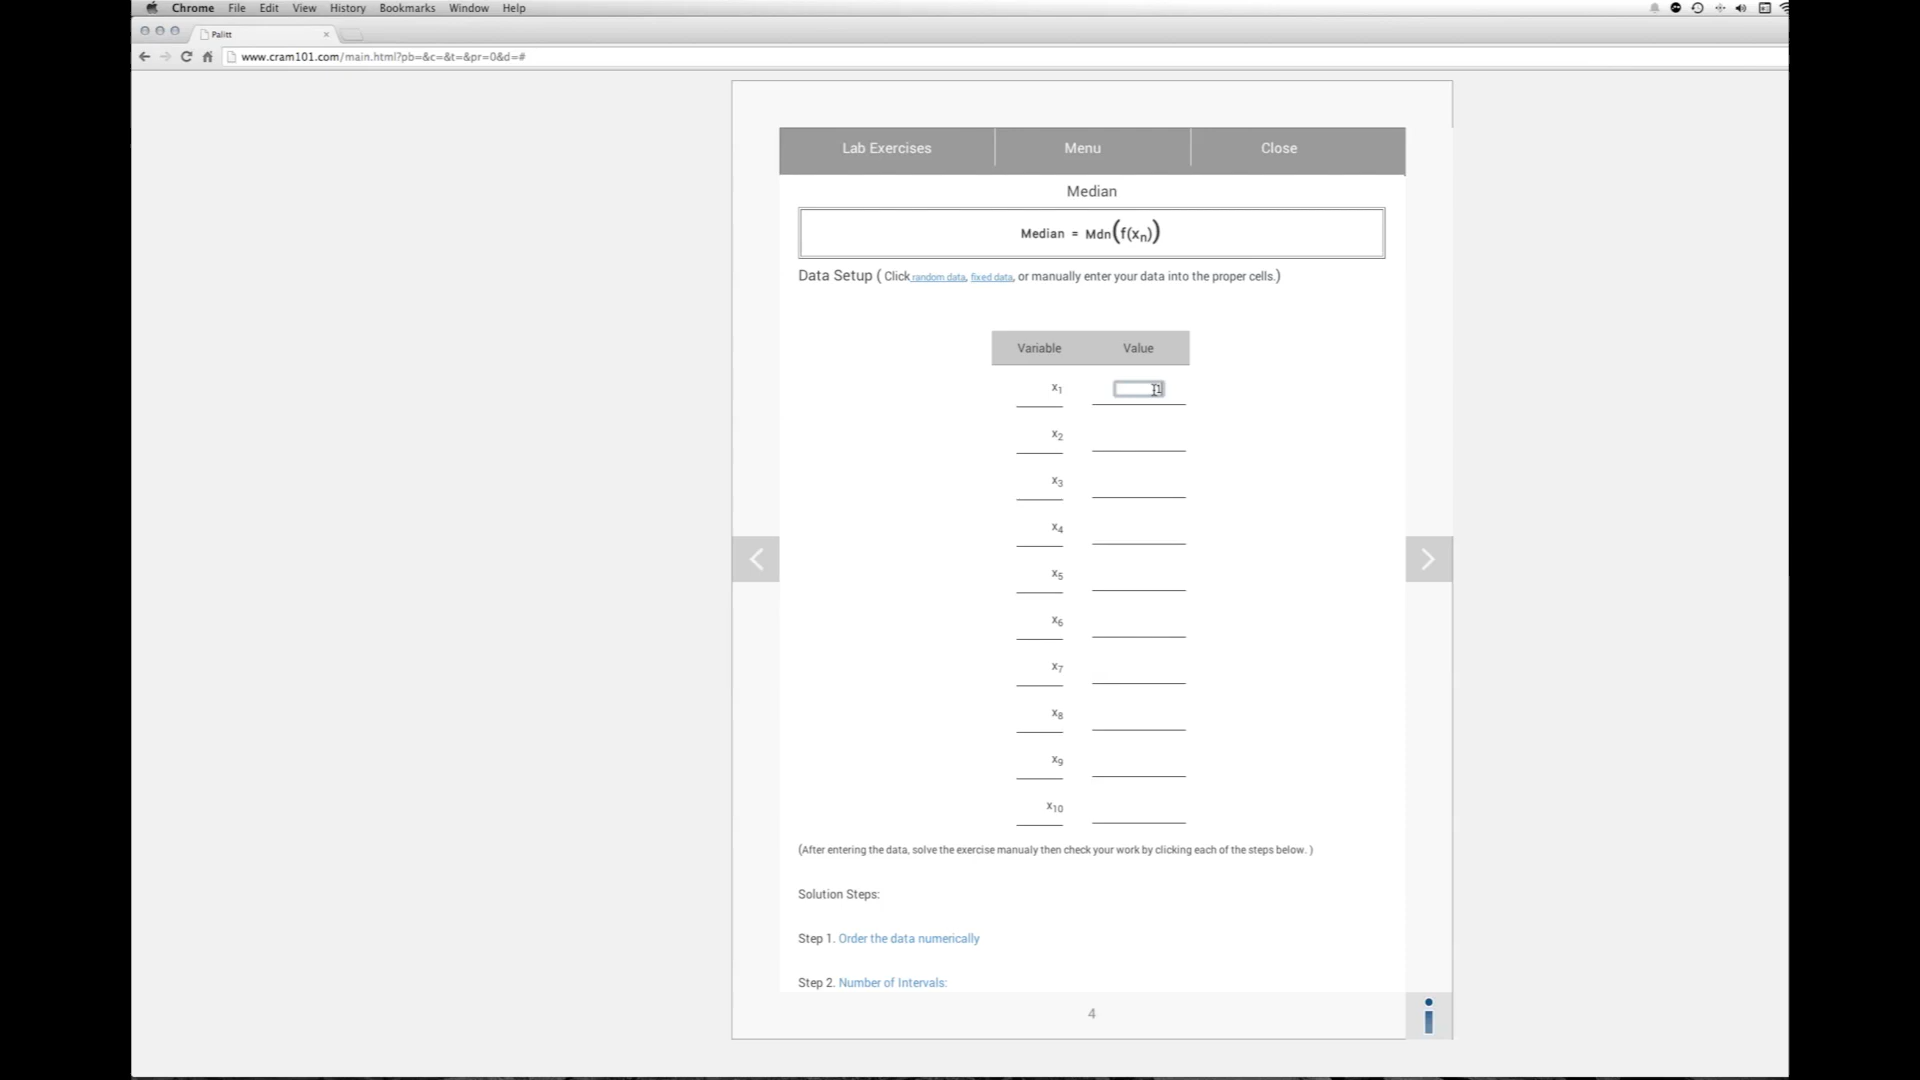 Chrome File Edit View History Bookmarks Window Help
Palitt
www.cram101.com/main.html?pb=&c=&t=&pr=0&d=#
Lab Exercises Menu Close
Median
Median = Mdn(f(xn))
Data Setup ( Click random data, fixed data, or manually enter your data into the proper cells.)
Variable Value
x1 1
x2
x3
x4
x5
x6
x7
x8
x9
x10
(After entering the data, solve the exercise manualy then check your work by clicking each of the steps below. )
Solution Steps:
Step 1. Order the data numerically
Step 2. Number of Intervals:
4
i